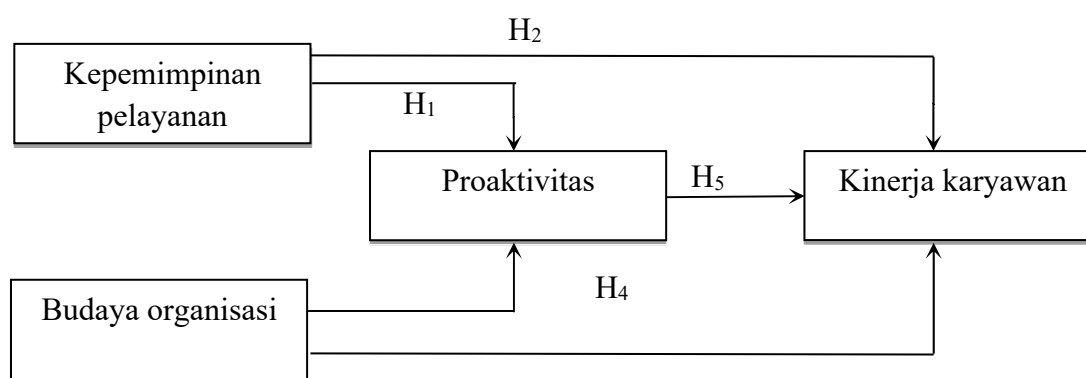 H₂
Kepemimpinan
pelayanan
H₁
Proaktivitas
H₅
Kinerja karyawan
H₄
Budaya organisasi